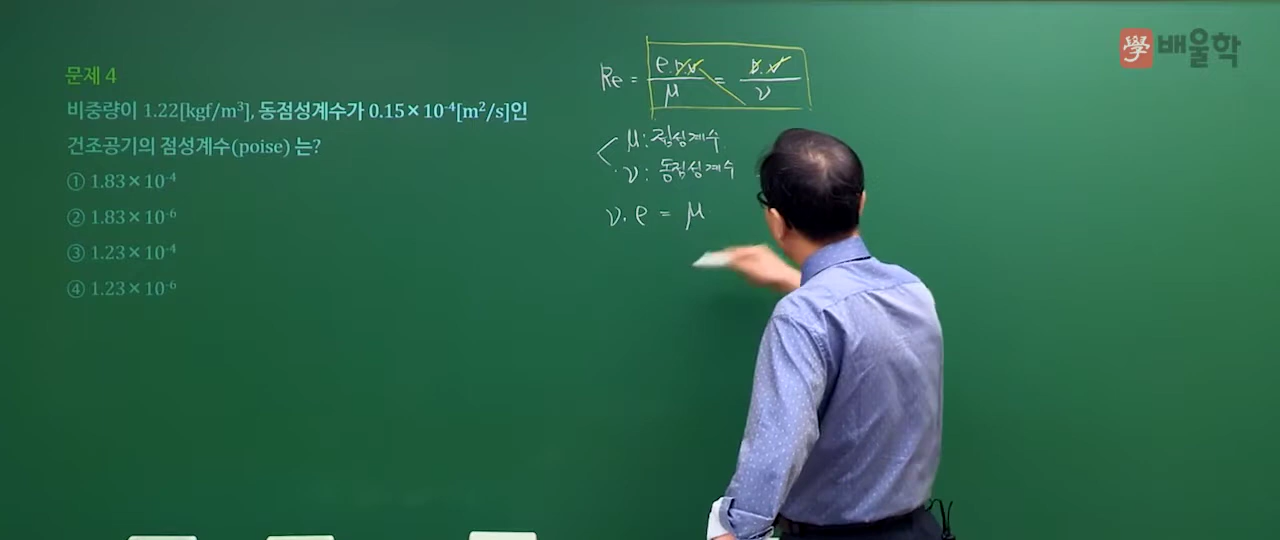 學 배울학
문제 4
비중량이 1.22[kgf/m³], 동점성계수가 0.15×10⁻⁴[m²/s]인
건조공기의 점성계수(poise) 는?
① 1.83×10⁻⁴
② 1.83×10⁻⁶
③ 1.23×10⁻⁴
④ 1.23×10⁻⁶
Re = ρ.D.v / μ = D.v / ν
μ: 점성계수
ν: 동점성계수
ν.ρ = μ